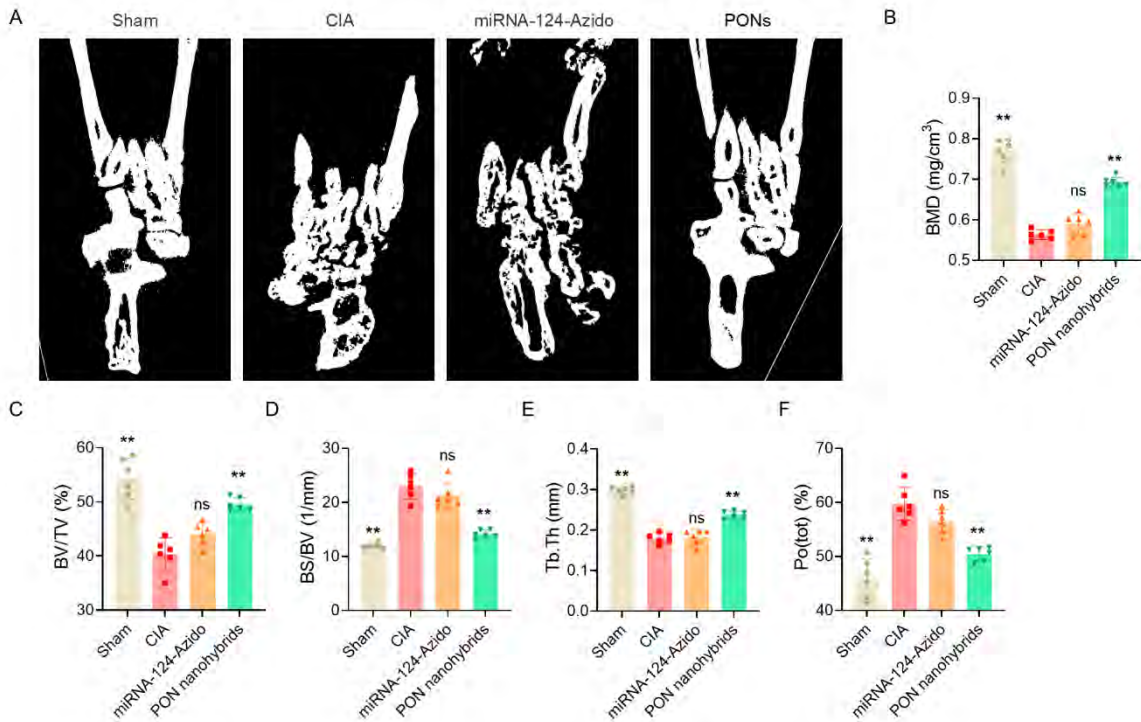 A
Sham
CIA
miRNA-124-Azido
PONs
B
BMD (mg/cm³)
0.9
0.8
0.7
0.6
0.5
**
ns
**
Sham
CIA
miRNA-124-Azido
PON nanohybrids
C
BV/TV (%)
60
50
40
30
**
ns
**
Sham
CIA
miRNA-124-Azido
PON nanohybrids
D
BS/BV (1/mm)
30
20
10
0
**
ns
**
Sham
CIA
miRNA-124-Azido
PON nanohybrids
E
Tb.Th (mm)
0.4
0.3
0.2
0.1
0.0
**
ns
**
Sham
CIA
miRNA-124-Azido
PON nanohybrids
F
Po(tot) (%)
70
60
50
40
**
ns
**
Sham
CIA
miRNA-124-Azido
PON nanohybrids